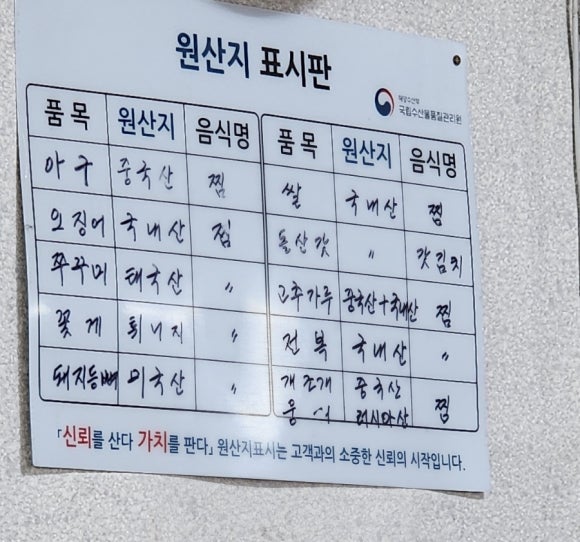 원산지 표시판
해양수산부
국립수산물품질관리원
품목 원산지 음식명 품목 원산지 음식명
아구 중국산 찜 쌀 국내산 찜
오징어 국내산 찜 돌산갓 〃 갓김치
쭈꾸미 태국산 〃 고추가루 중국산+국내산 찜
꽃게 튀니지 〃 전복 국내산 〃
돼지등뼈 미국산 〃 개조개 중국산 찜
러시아산
「신뢰를 산다 가치를 판다」 원산지표시는 고객과의 소중한 신뢰의 시작입니다.